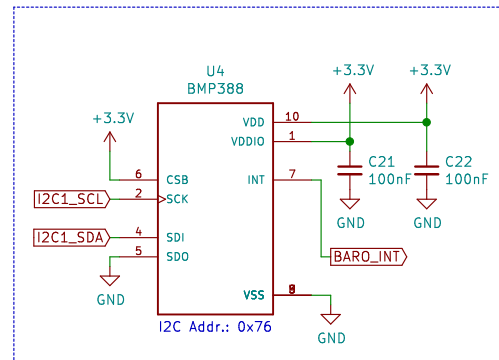 U4
BMP388
+3.3V
+3.3V
+3.3V
VDD 10
VDDIO 1
6 CSB
INT 7
C21
100nF
C22
100nF
I2C1_SCL 2 SCK
I2C1_SDA 4 SDI
5 SDO
GND
GND
GND
BARO_INT
VSS
GND
I2C Addr.: 0x76